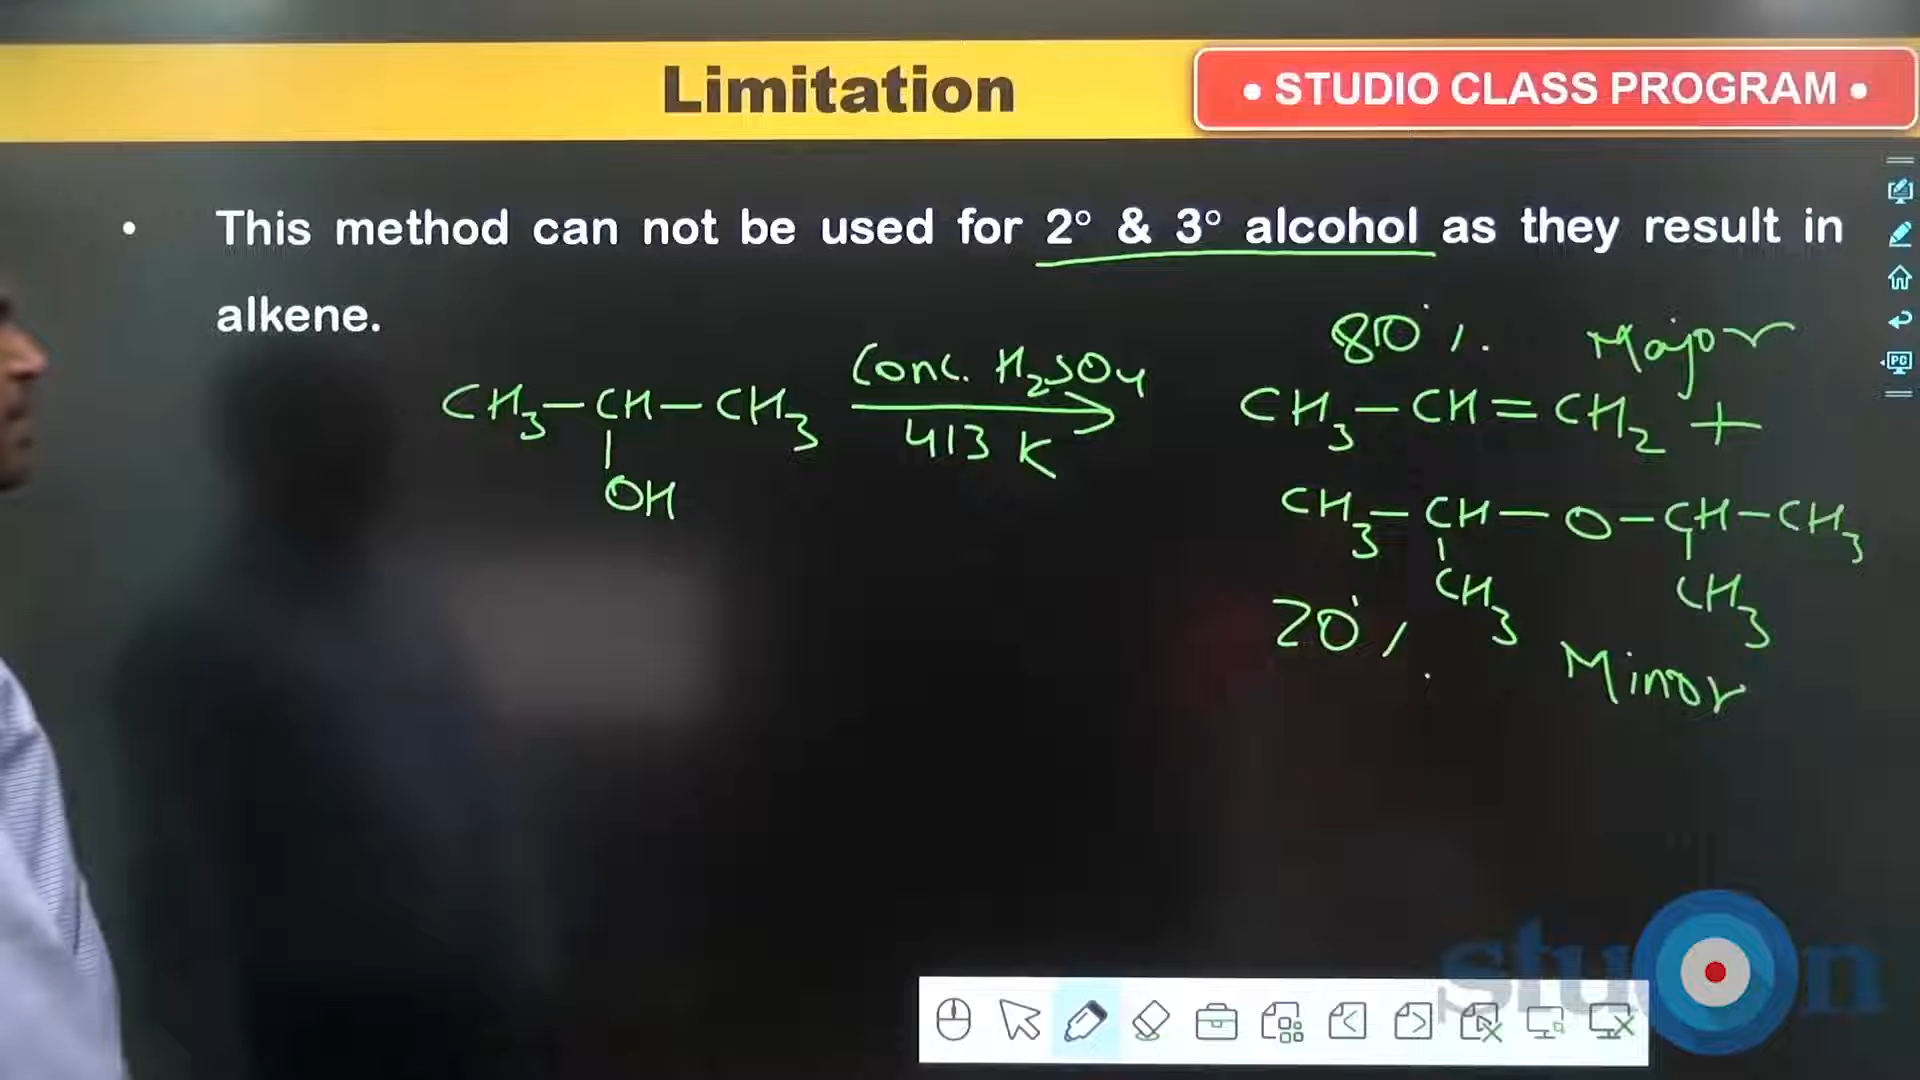 Limitation
• STUDIO CLASS PROGRAM •
• This method can not be used for 2° & 3° alcohol as they result in
alkene.
80% Major
CH3—CH—CH3 Conc. H2SO4 413 K CH3—CH=CH2 +
OH
CH3—CH—O—CH—CH3
CH3 CH3
20% Minor
PC